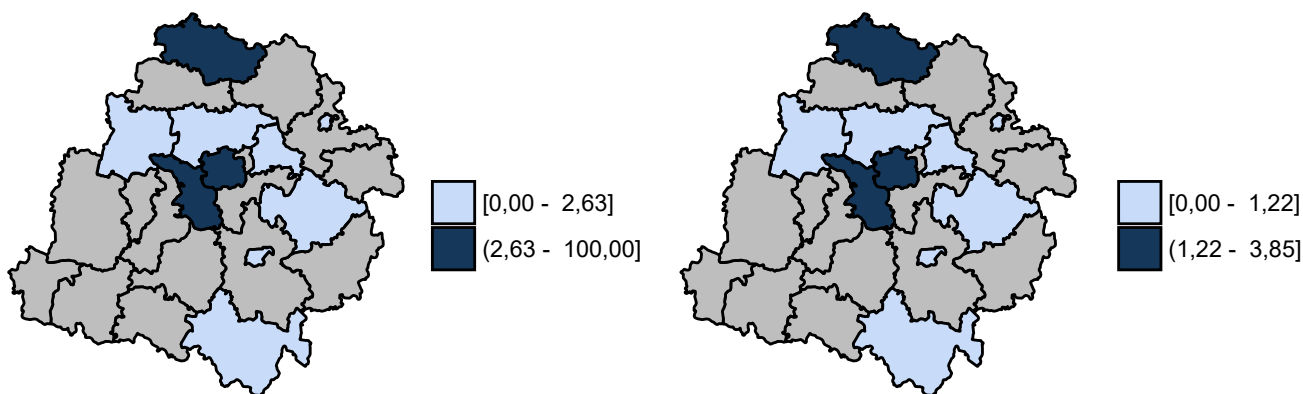 [0,00 -  2,63]
(2,63 -  100,00]
[0,00 -  1,22]
(1,22 -  3,85]